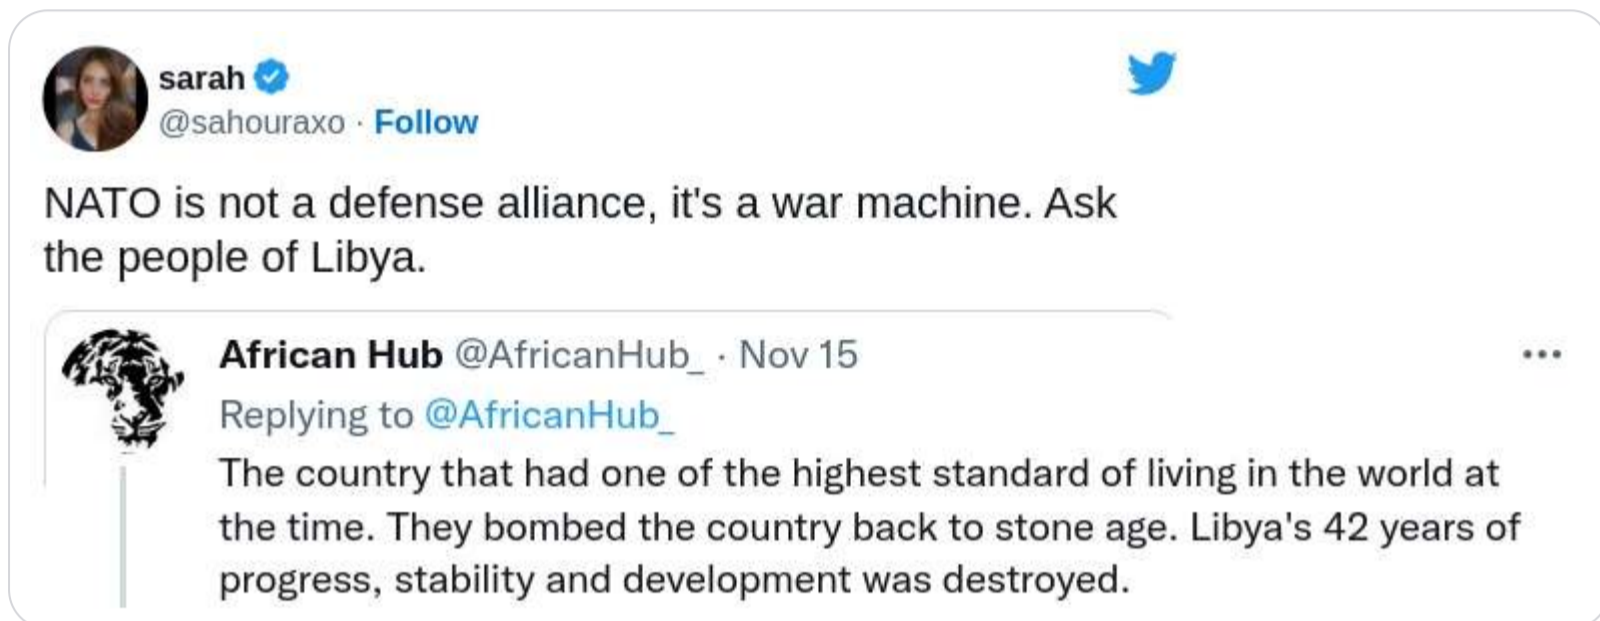 sarah
@sahouraxo · Follow
NATO is not a defense alliance, it's a war machine. Ask
the people of Libya.
African Hub @AfricanHub_ · Nov 15
Replying to @AfricanHub_
The country that had one of the highest standard of living in the world at
the time. They bombed the country back to stone age. Libya's 42 years of
progress, stability and development was destroyed.